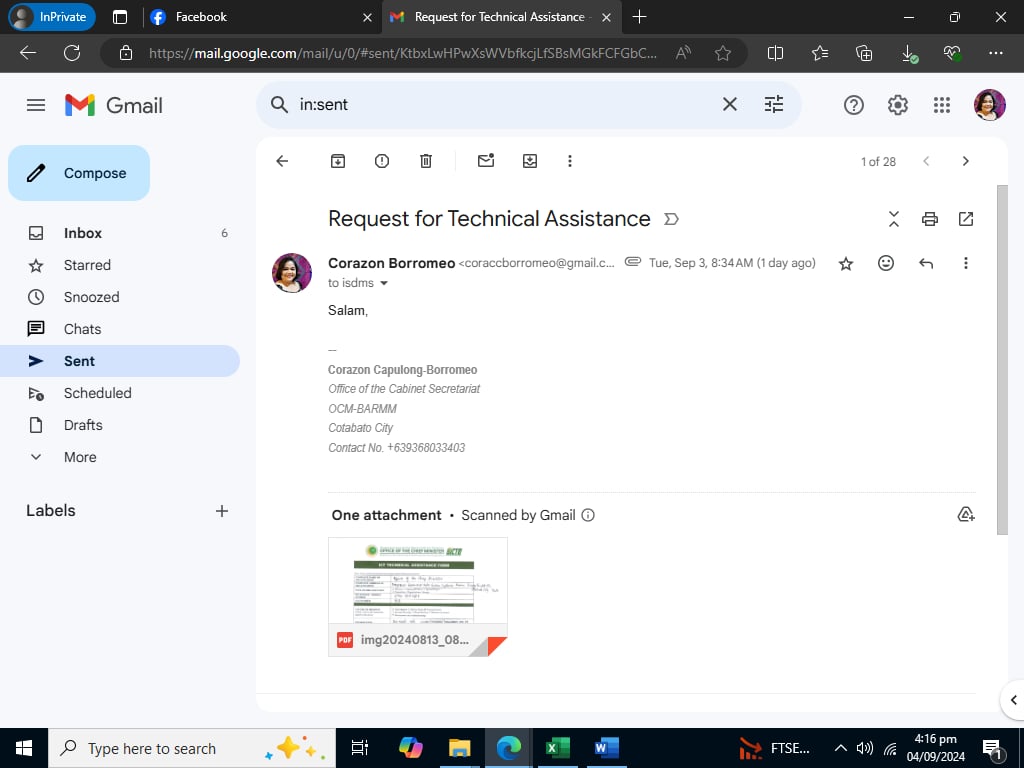 InPrivate
Facebook
Request for Technical Assistance -
https://mail.google.com/mail/u/0/#sent/KtbxLwHPwXsWVbfkcjLfSBsMGkFCFGbC...
Gmail
in:sent
Compose
1 of 28
Request for Technical Assistance
Inbox 6
Starred
Snoozed
Chats
Sent
Scheduled
Drafts
More
Labels
Corazon Borromeo <coraccborromeo@gmail.c... Tue, Sep 3, 8:34 AM (1 day ago)
to isdms
Salam,
—
Corazon Capulong-Borromeo
Office of the Cabinet Secretariat
OCM-BARMM
Cotabato City
Contact No. +639368033403
One attachment • Scanned by Gmail
OFFICE OF THE CHIEF MINISTER
ICT TECHNICAL ASSISTANCE FORM
PDF img20240813_08...
Type here to search
FTSE...
4:16 pm
04/09/2024
1